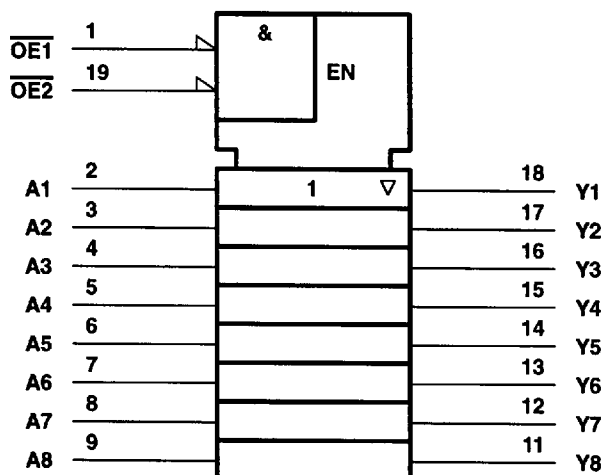 OE1 1 &
OE2 19 EN
A1 2 1 ▽ 18 Y1
A2 3 17 Y2
A3 4 16 Y3
A4 5 15 Y4
A5 6 14 Y5
A6 7 13 Y6
A7 8 12 Y7
A8 9 11 Y8